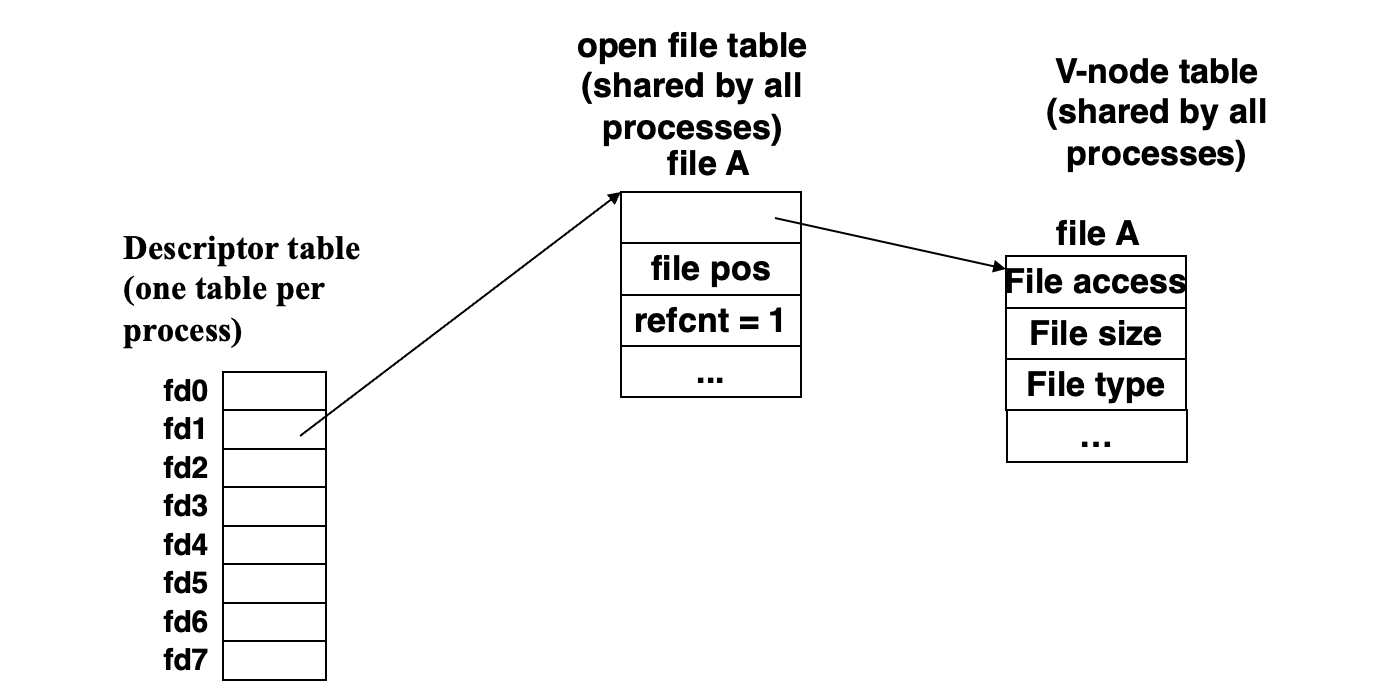 open file table
(shared by all
processes)
file A
file pos
refcnt = 1
...
V-node table
(shared by all
processes)
file A
File access
File size
File type
...
Descriptor table
(one table per
process)
fd0
fd1
fd2
fd3
fd4
fd5
fd6
fd7